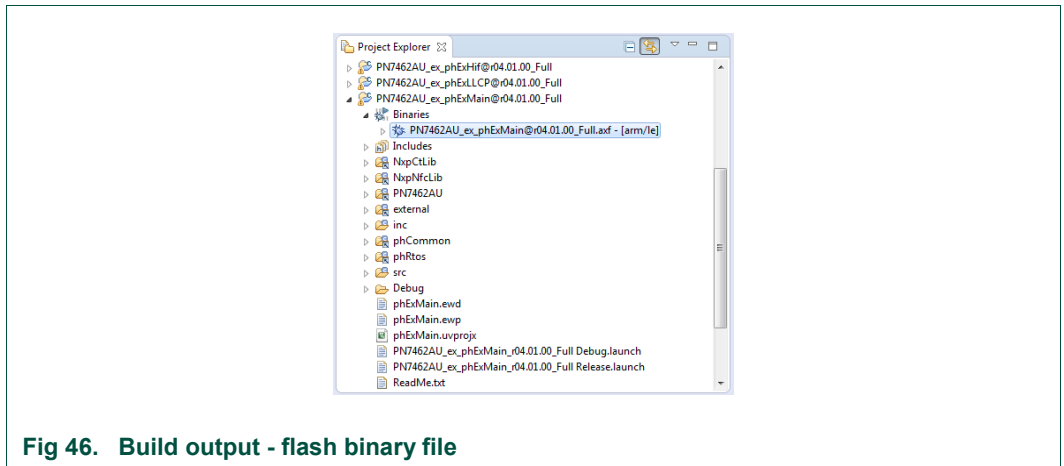 Project Explorer
PN7462AU_ex_phExHif@r04.01.00_Full
PN7462AU_ex_phExLLCP@r04.01.00_Full
PN7462AU_ex_phExMain@r04.01.00_Full
Binaries
PN7462AU_ex_phExMain@r04.01.00_Full.axf - [arm/le]
Includes
NxpCtLib
NxpNfcLib
PN7462AU
external
inc
phCommon
phRtos
src
Debug
phExMain.ewd
phExMain.ewp
phExMain.uvprojx
PN7462AU_ex_phExMain_r04.01.00_Full Debug.launch
PN7462AU_ex_phExMain_r04.01.00_Full Release.launch
ReadMe.txt
Fig 46. Build output - flash binary file